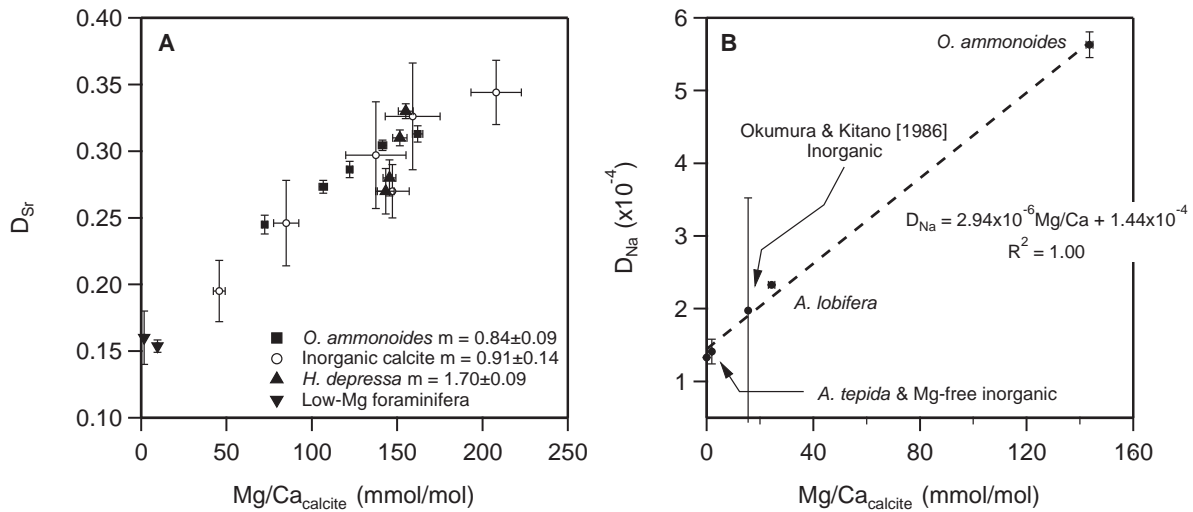 A
0.40
0.35
0.30
0.25
0.20
0.15
0.10
D_Sr
O. ammonoides m = 0.84±0.09
Inorganic calcite m = 0.91±0.14
H. depressa m = 1.70±0.09
Low-Mg foraminifera
0 50 100 150 200 250
Mg/Ca_calcite (mmol/mol)
B
6
5
4
3
2
1
D_Na (x10^-4)
O. ammonoides
Okumura & Kitano [1986]
Inorganic
D_Na = 2.94x10^-6Mg/Ca + 1.44x10^-4
R^2 = 1.00
A. lobifera
A. tepida & Mg-free inorganic
0 40 80 120 160
Mg/Ca_calcite (mmol/mol)